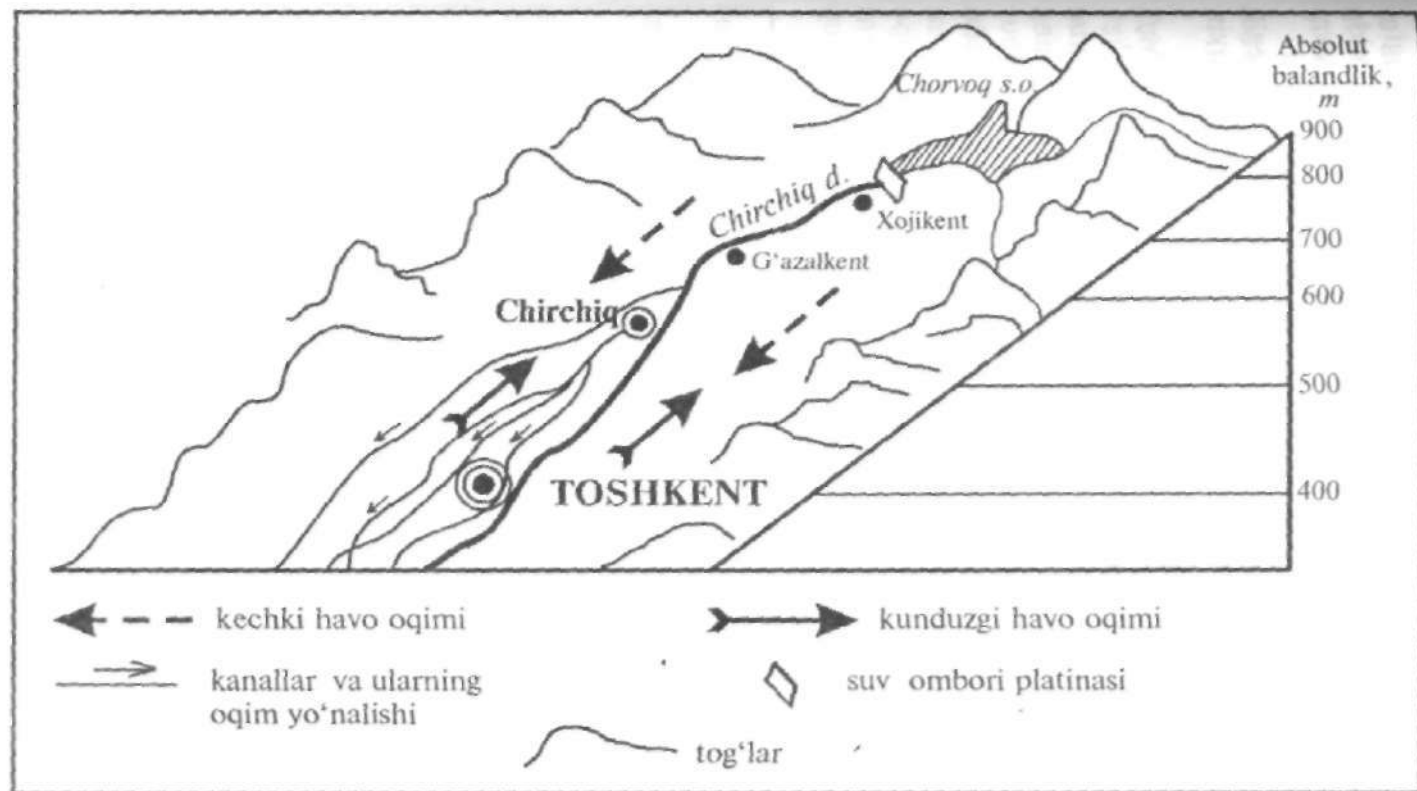 Absolut
balandlik,
m
Chorvoq s.o.
900
800
Chirchiq d.
Xojikent
700
G‘azalkent
600
Chirchiq
500
TOSHKENT
400
kechki havo oqimi
kunduzgi havo oqimi
kanallar va ularning
oqim yo‘nalishi
suv ombori platinasi
tog‘lar